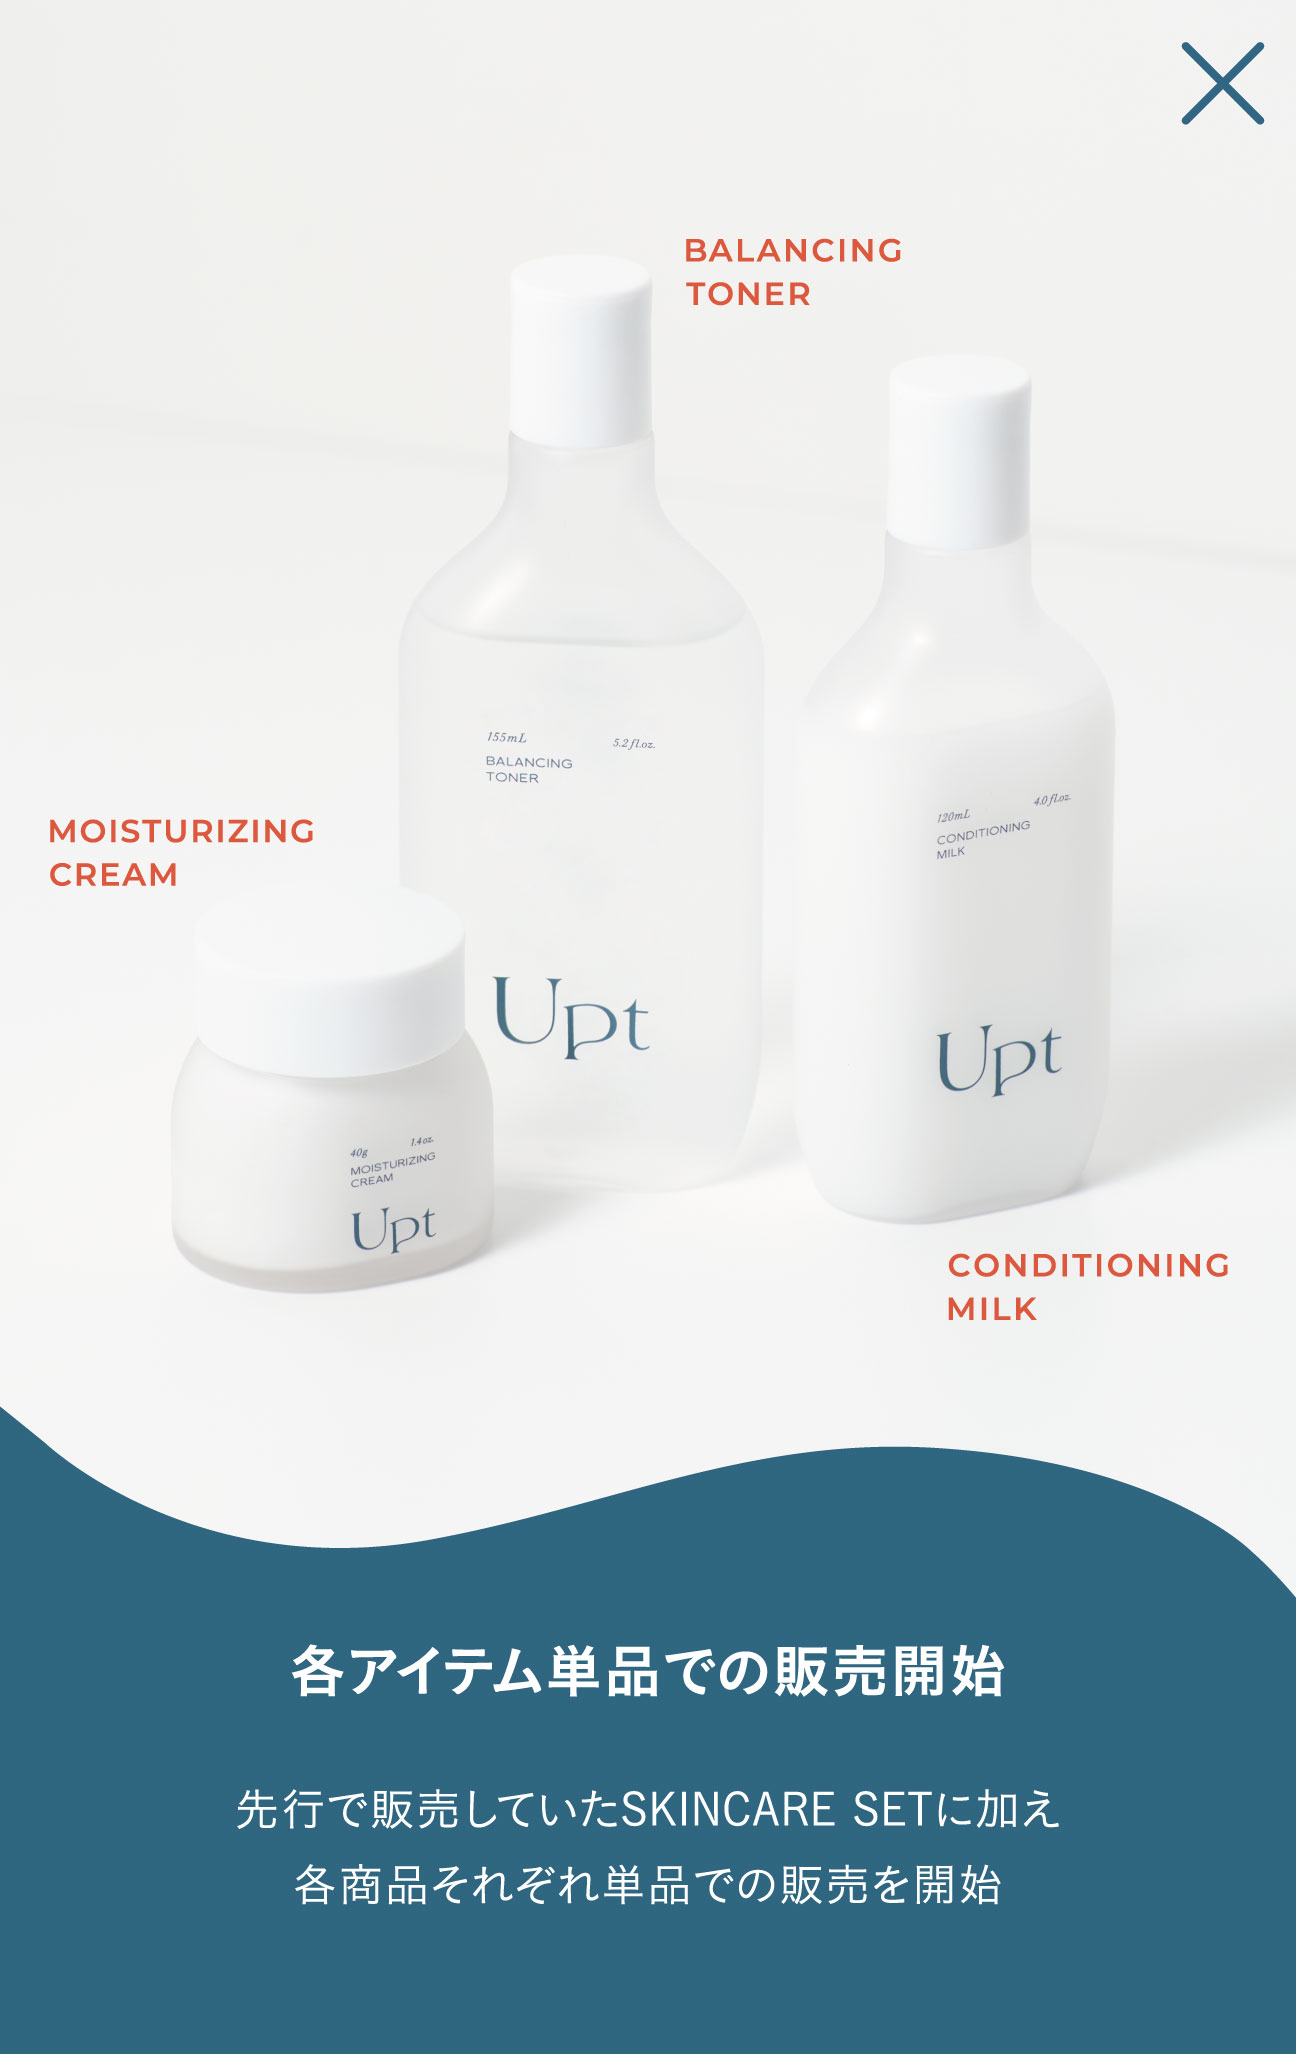 BALANCING
TONER
155mL 5.2 fl.oz.
BALANCING
TONER
Upt
120mL 4.0 fl.oz.
CONDITIONING
MILK
Upt
MOISTURIZING
CREAM
40g 1.4 oz.
MOISTURIZING
CREAM
Upt
CONDITIONING
MILK
各アイテム単品での販売開始
先行で販売していたSKINCARE SETに加え
各商品それぞれ単品での販売を開始